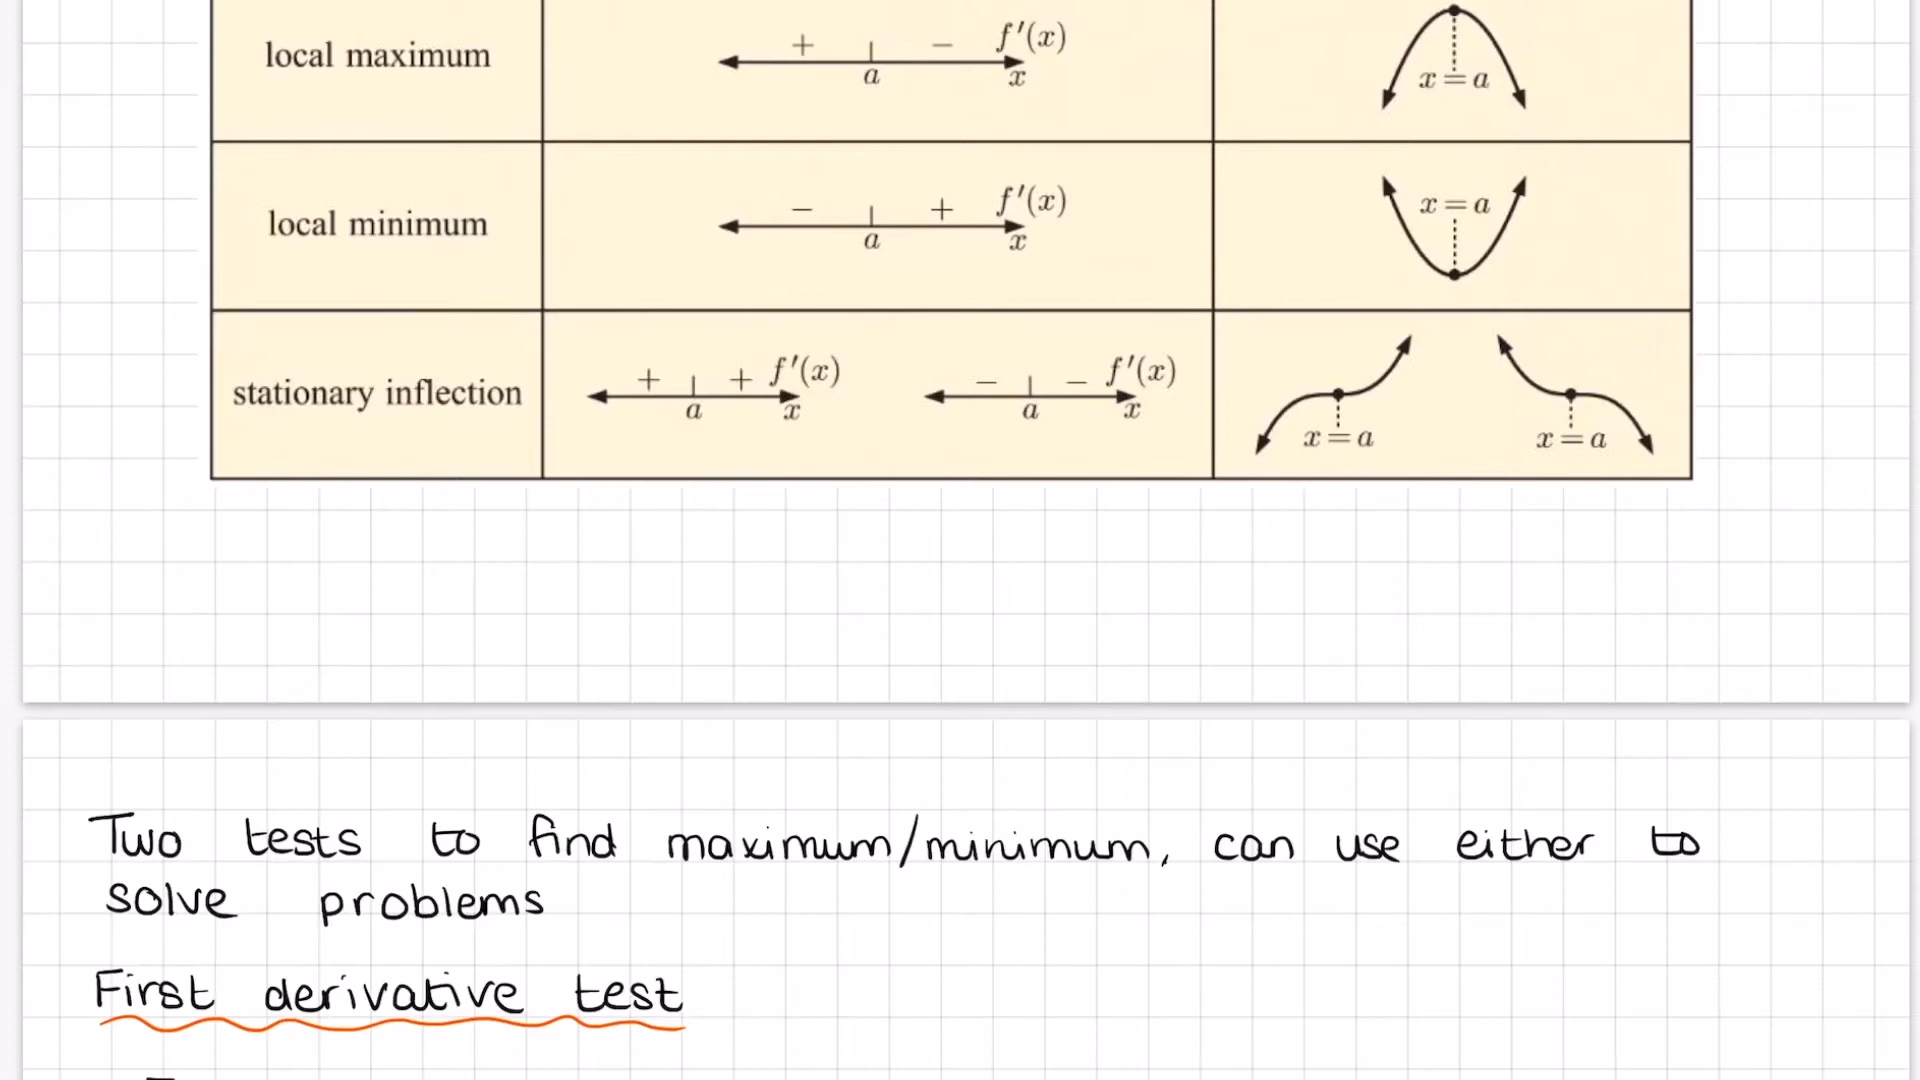 local maximum + − f'(x) a x x = a
local minimum − + f'(x) a x x = a
stationary inflection + + f'(x) a x − − f'(x) a x x = a x = a
Two tests to find maximum/minimum, can use either to
solve problems
First derivative test